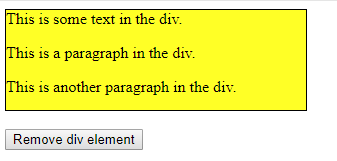 This is some text in the div.
This is a paragraph in the div.
This is another paragraph in the div.
Remove div element